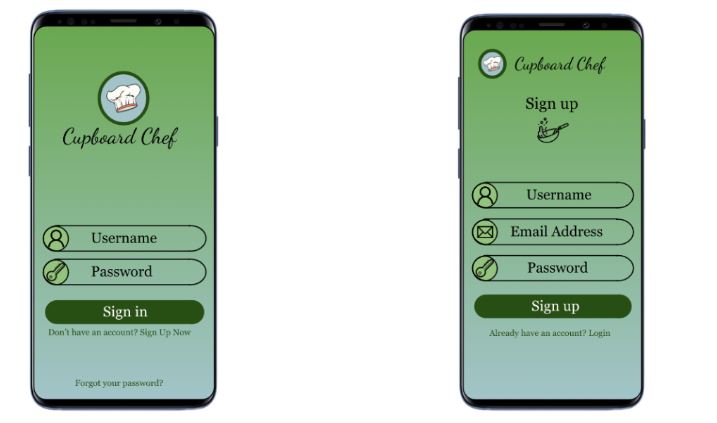 Cupboard Chef
Username
Password
Sign in
Don't have an account? Sign Up Now
Forgot your password?
Cupboard Chef
Sign up
Username
Email Address
Password
Sign up
Already have an account? Login